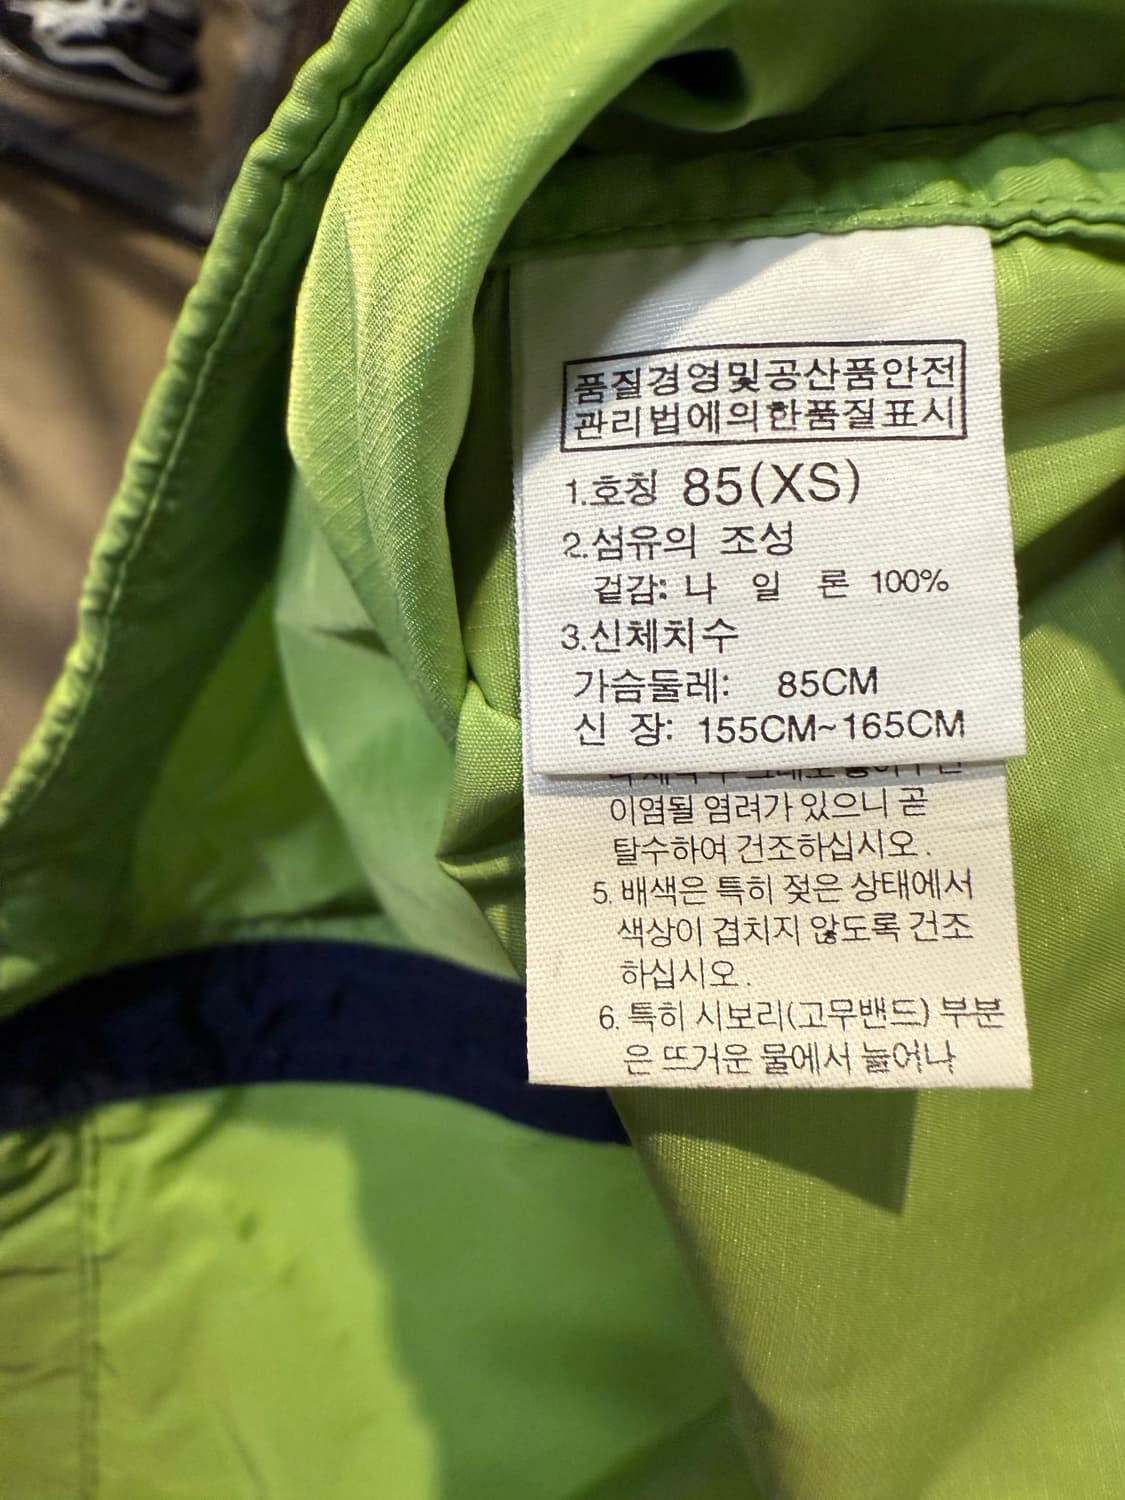 품질경영및공산품안전
관리법에의한품질표시
1.호칭 85(XS)
2.섬유의 조성
겉감: 나 일 론 100%
3.신체치수
가슴둘레: 85CM
신 장: 155CM~165CM
이염될 염려가 있으니 곧
탈수하여 건조하십시오.
5. 배색은 특히 젖은 상태에서
색상이 겹치지 않도록 건조
하십시오.
6. 특히 시보리(고무밴드) 부분
은 뜨거운 물에서 늘어나